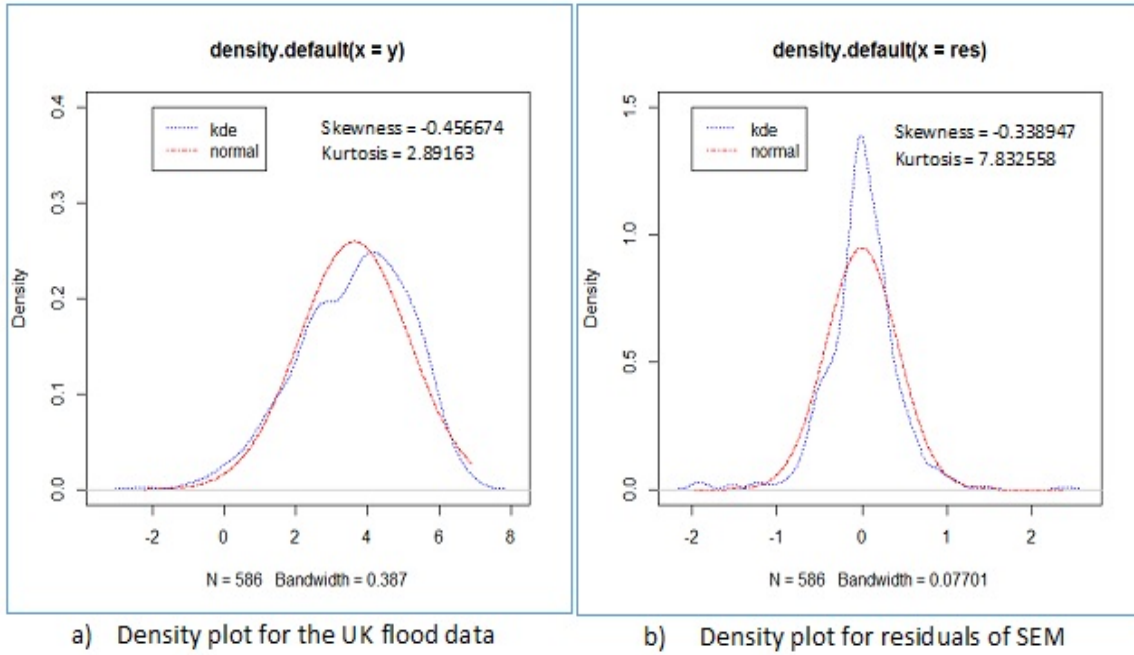 density.default(x = y)
kde
normal
Skewness = -0.456674
Kurtosis = 2.89163
0.4
0.3
0.2
0.1
0.0
Density
-2 0 2 4 6 8
N = 586 Bandwidth = 0.387
a) Density plot for the UK flood data
density.default(x = res)
kde
normal
Skewness = -0.338947
Kurtosis = 7.832558
1.5
1.0
0.5
0.0
Density
-2 -1 0 1 2
N = 586 Bandwidth = 0.07701
b) Density plot for residuals of SEM